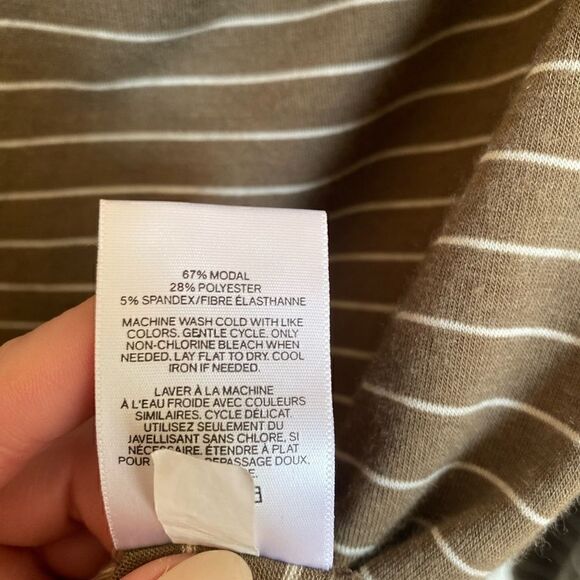 67% MODAL
28% POLYESTER
5% SPANDEX/FIBRE ÉLASTHANNE
MACHINE WASH COLD WITH LIKE
COLORS. GENTLE CYCLE. ONLY
NON-CHLORINE BLEACH WHEN
NEEDED. LAY FLAT TO DRY. COOL
IRON IF NEEDED.
LAVER À LA MACHINE
À L'EAU FROIDE AVEC COULEURS
SIMILAIRES. CYCLE DÉLICAT.
UTILISEZ SEULEMENT DU
JAVELLISANT SANS CHLORE, SI
NÉCESSAIRE. ÉTENDRE À PLAT
POUR REPASSAGE DOUX,